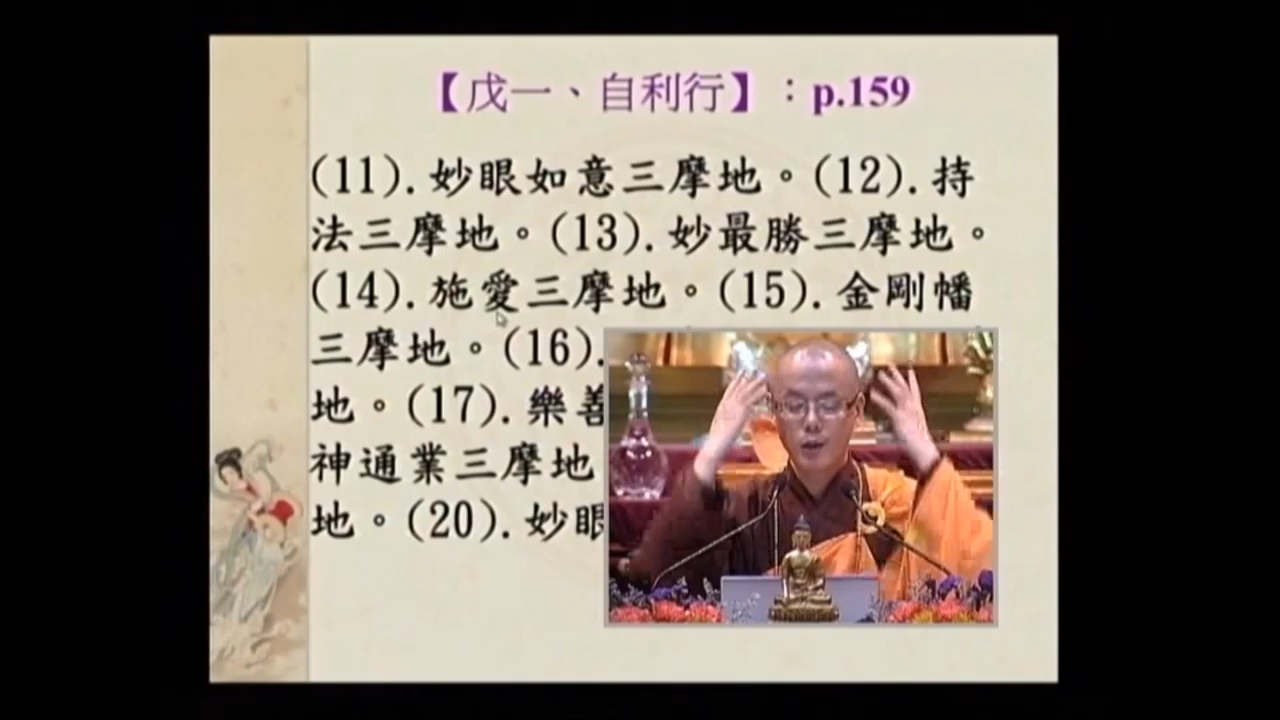 【戊一、自利行】：p.159
(11).妙眼如意三摩地。(12).持
法三摩地。(13).妙最勝三摩地。
(14).施愛三摩地。(15).金剛幡
三摩地。(16).
地。(17).樂善
神通業三摩地
地。(20).妙眼